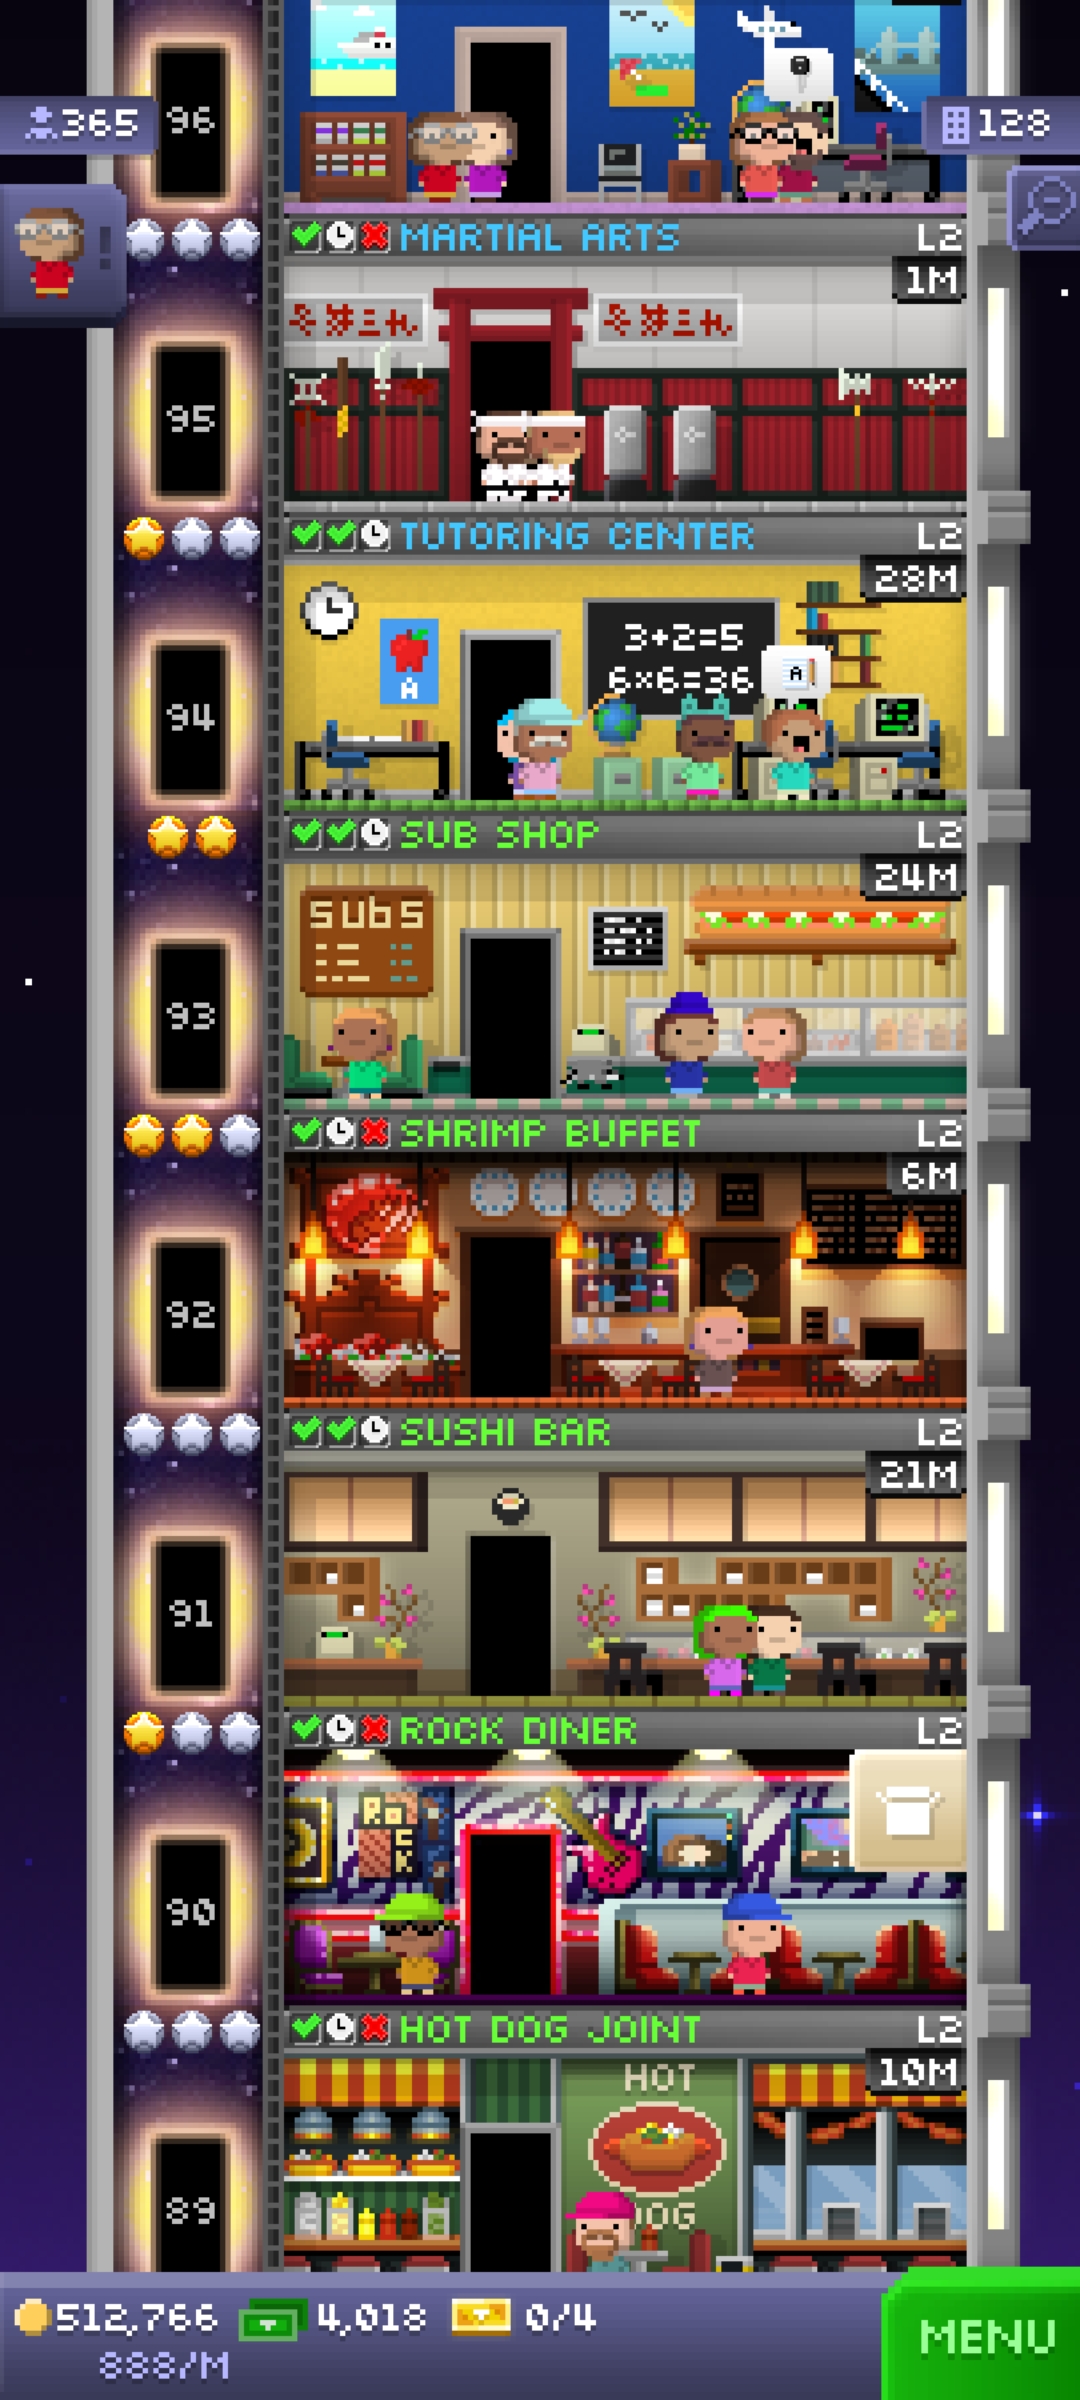 96
365
128
MARTIAL ARTS L2
1M
95
TUTORING CENTER L2
28M
3+2=5
6×6=36
A
A
94
SUB SHOP L2
24M
SUBS
93
SHRIMP BUFFET L2
6M
92
SUSHI BAR L2
21M
91
ROCK DINER L2
ROCK
90
HOT DOG JOINT L2
10M
HOT
DOG
89
512,766 4,018 0/4
888/M
MENU